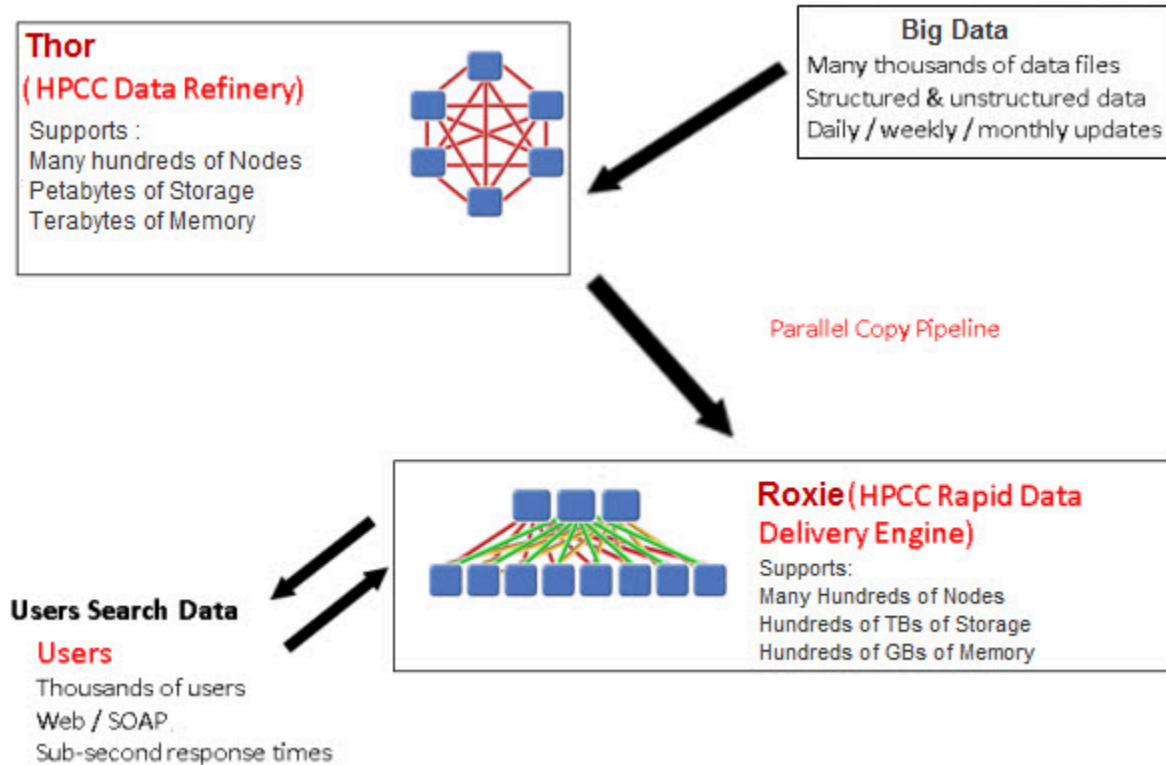 Thor
(HPCC Data Refinery)
Supports :
Many hundreds of Nodes
Petabytes of Storage
Terabytes of Memory
Big Data
Many thousands of data files
Structured & unstructured data
Daily / weekly / monthly updates
Parallel Copy Pipeline
Roxie (HPCC Rapid Data
Delivery Engine)
Supports:
Many Hundreds of Nodes
Hundreds of TBs of Storage
Hundreds of GBs of Memory
Users Search Data
Users
Thousands of users
Web / SOAP
Sub-second response times